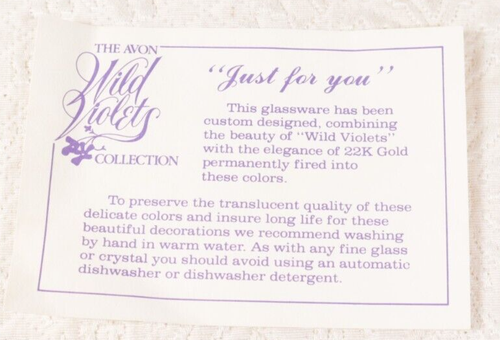 THE AVON
Wild
Violets
COLLECTION
"Just for you"
This glassware has been
custom designed, combining
the beauty of "Wild Violets"
with the elegance of 22K Gold
permanently fired into
these colors.
To preserve the translucent quality of these
delicate colors and insure long life for these
beautiful decorations we recommend washing
by hand in warm water. As with any fine glass
or crystal you should avoid using an automatic
dishwasher or dishwasher detergent.